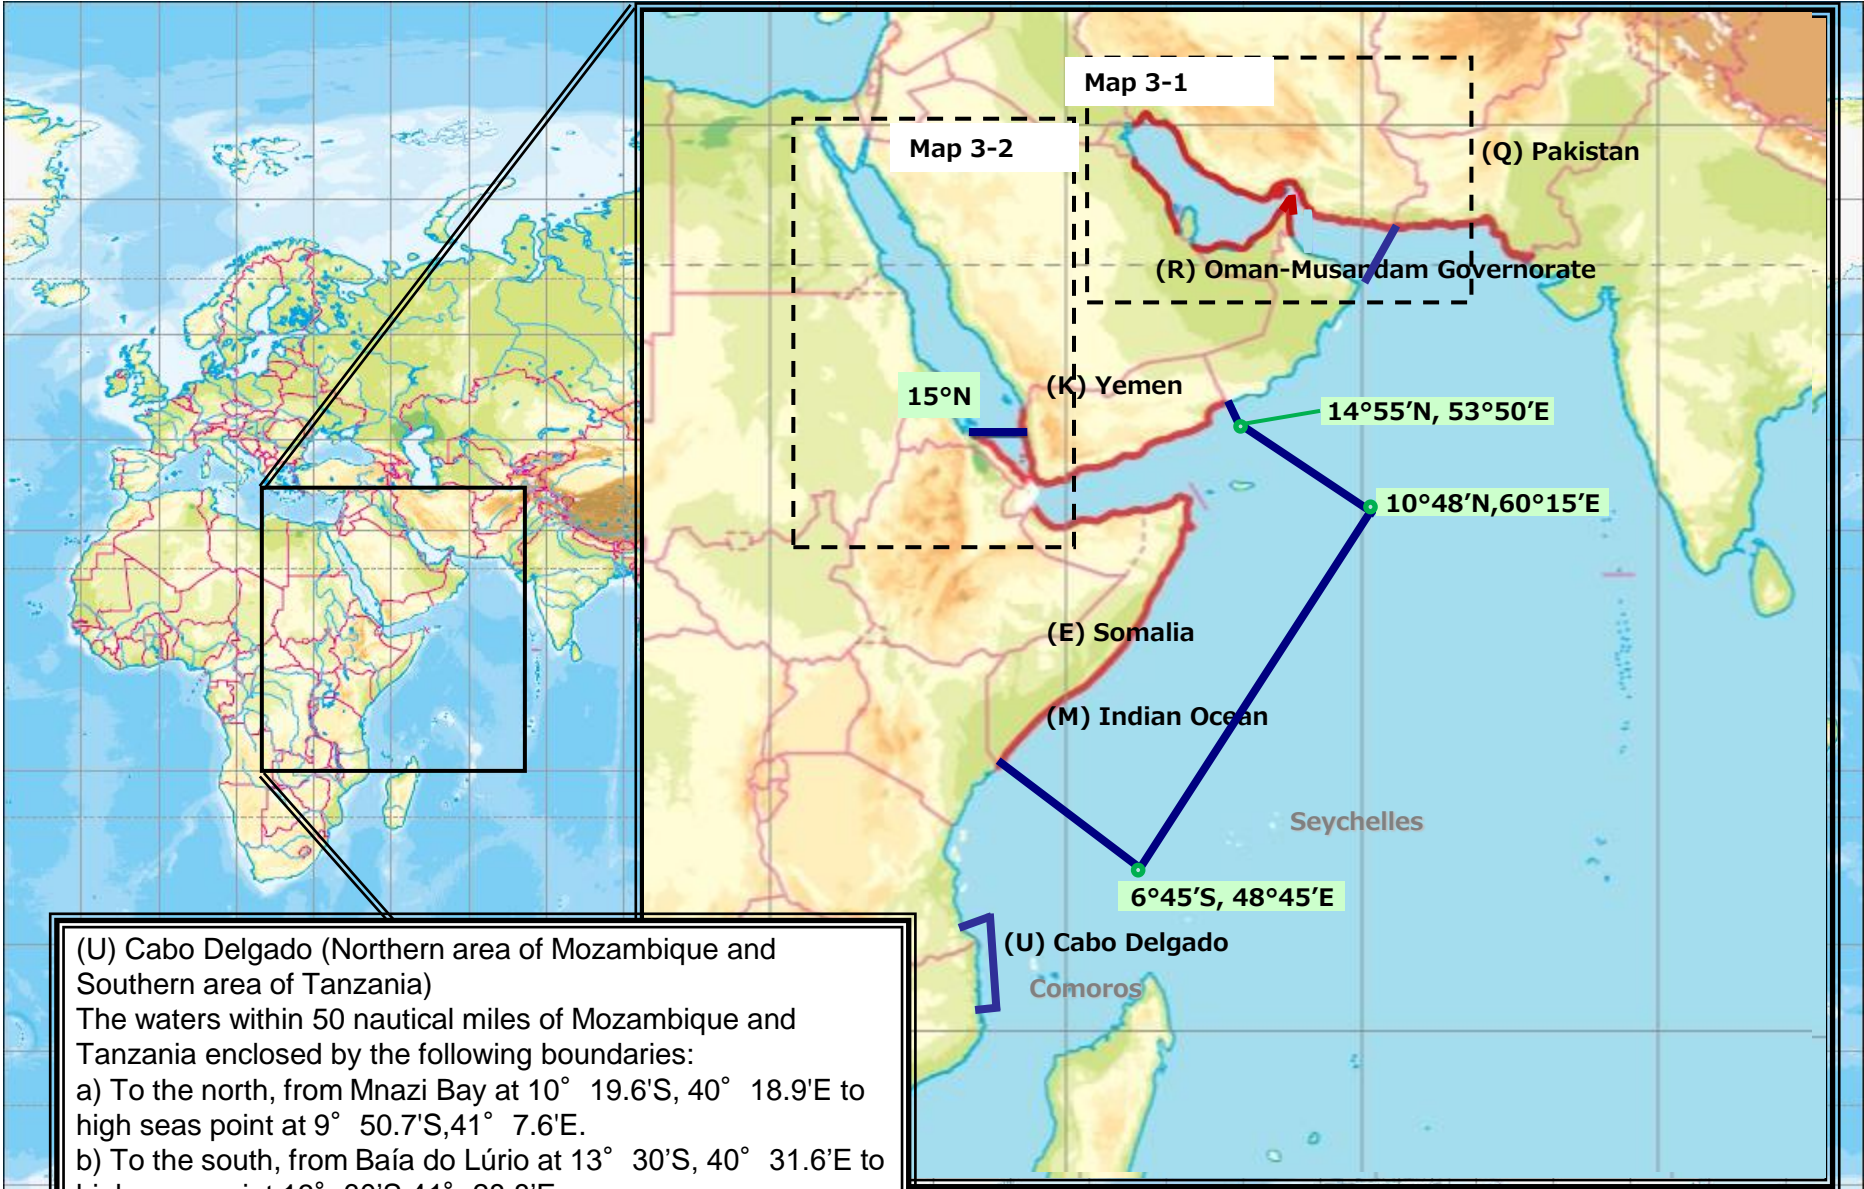 Map 3-1
Map 3-2
(Q) Pakistan
(R) Oman-Musandam Governorate
(K) Yemen
15°N
14°55′N, 53°50′E
10°48′N,60°15′E
(E) Somalia
(M) Indian Ocean
Seychelles
6°45′S, 48°45′E
(U) Cabo Delgado
Comoros
(U) Cabo Delgado (Northern area of Mozambique and
Southern area of Tanzania)
The waters within 50 nautical miles of Mozambique and
Tanzania enclosed by the following boundaries:
a) To the north, from Mnazi Bay at 10° 19.6'S, 40° 18.9'E to
high seas point at 9° 50.7'S,41° 7.6'E.
b) To the south, from Baía do Lúrio at 13° 30’S, 40° 31.6’E to